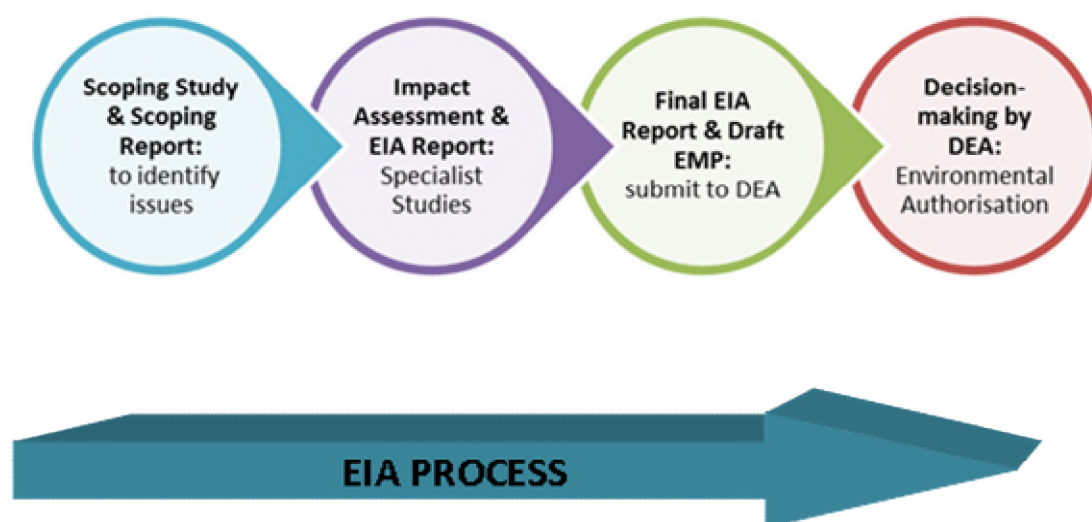 Scoping Study
& Scoping
Report:
to identify
issues
Impact
Assessment &
EIA Report:
Specialist
Studies
Final EIA
Report & Draft
EMP:
submit to DEA
Decision-
making by
DEA:
Environmental
Authorisation
EIA PROCESS